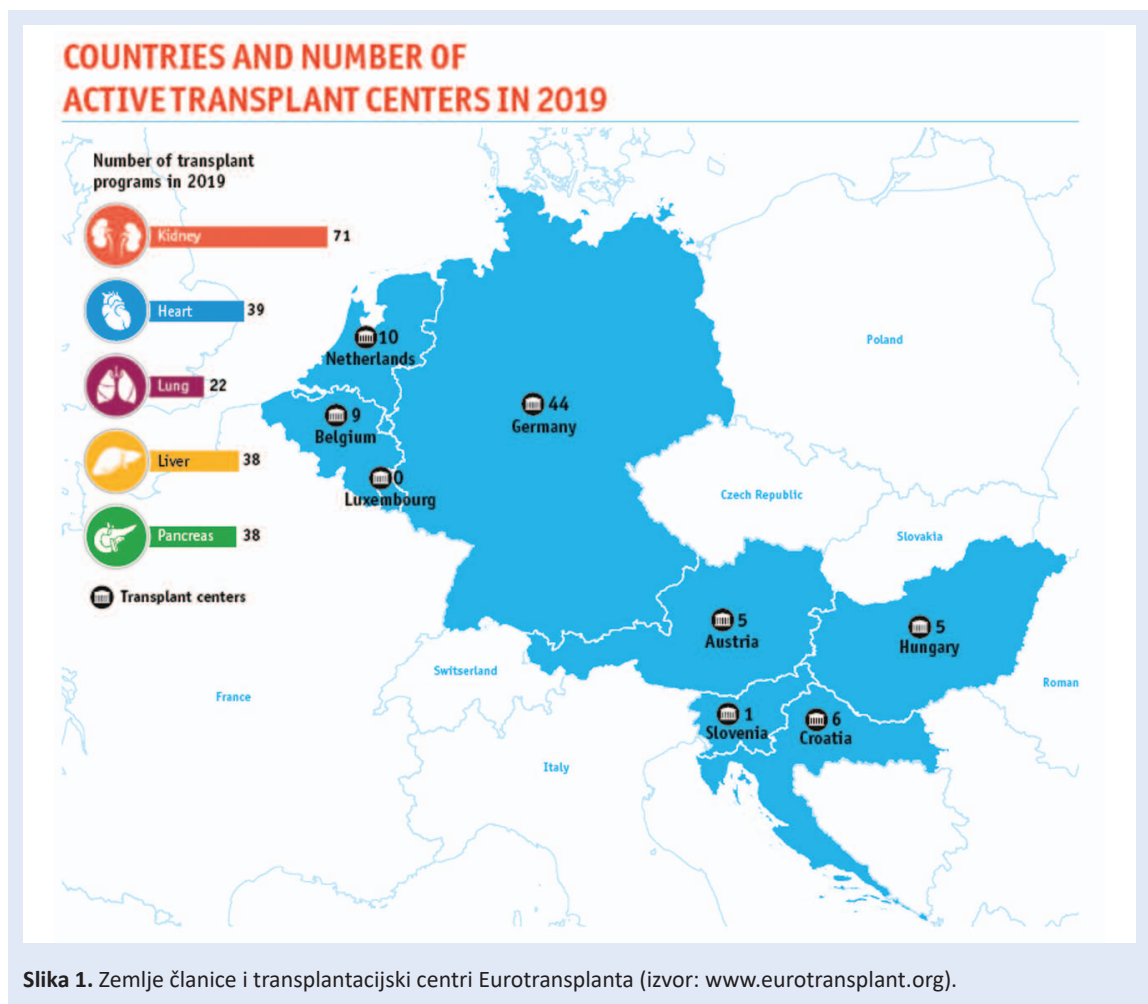 COUNTRIES AND NUMBER OF
ACTIVE TRANSPLANT CENTERS IN 2019
Number of transplant
programs in 2019
Kidney 71
Heart 39
Lung 22
Liver 38
Pancreas 38
Transplant centers
10
Netherlands
9
Belgium
0
Luxembourg
44
Germany
Poland
Czech Republic
Slovakia
5
Austria
5
Hungary
Switserland
France
Roman
1
Slovenia
6
Croatia
Italy
Slika 1. Zemlje članice i transplantacijski centri Eurotransplanta (izvor: www.eurotransplant.org).